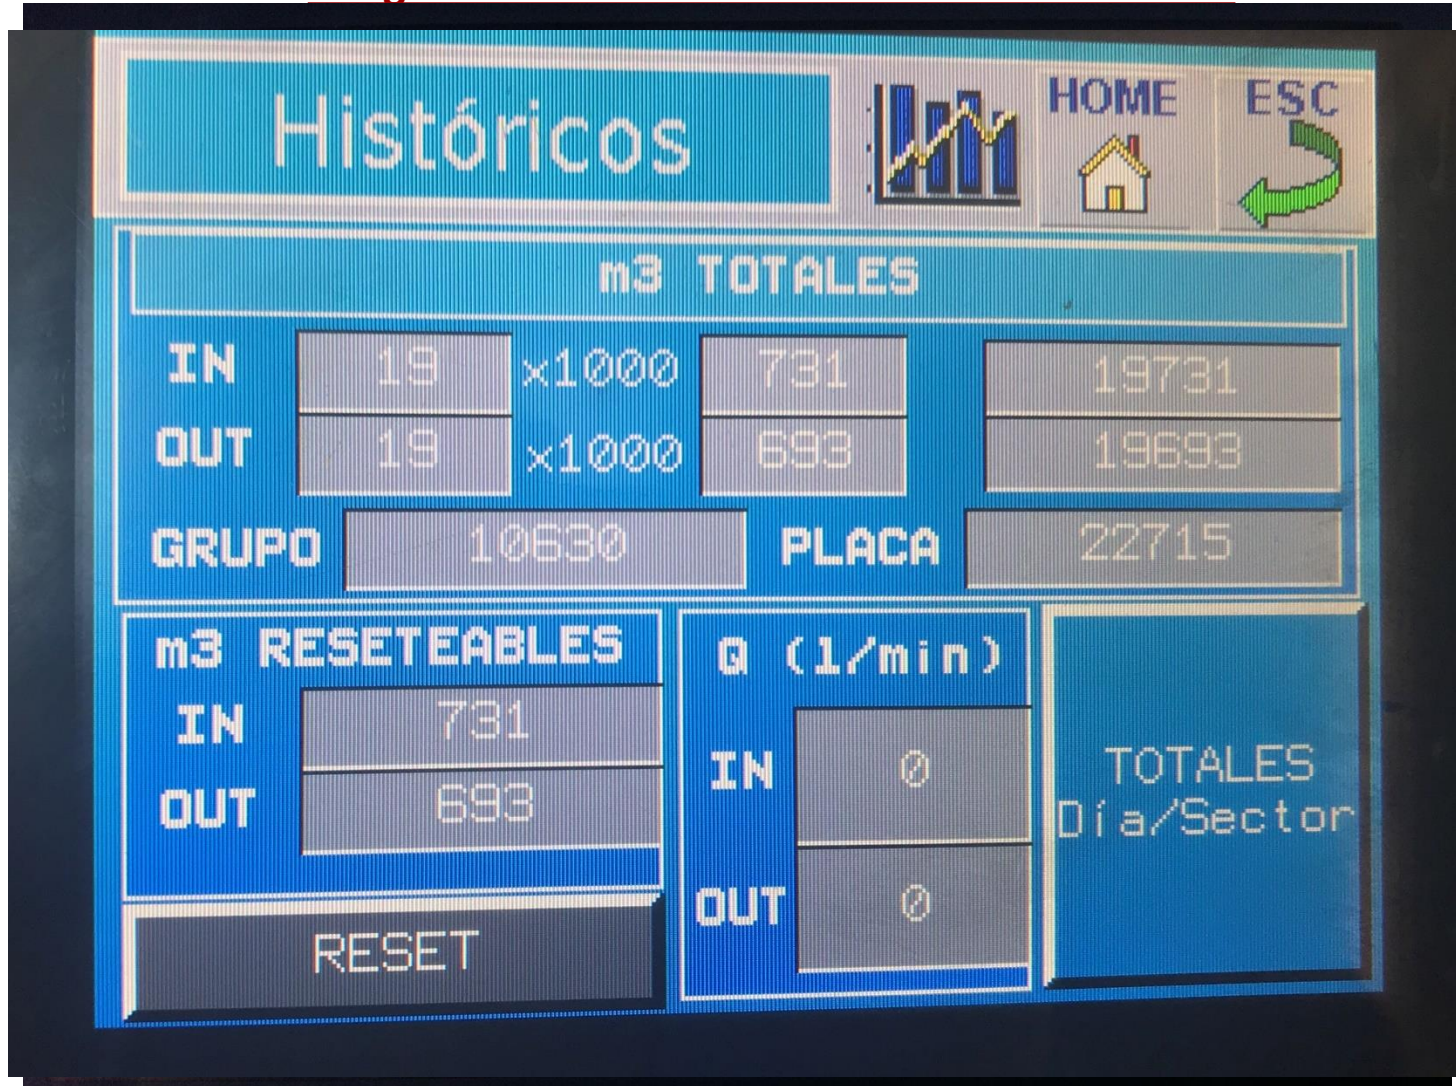 Históricos HOME ESC
m3 TOTALES
IN 19 x1000 731 19731
OUT 19 x1000 693 19693
GRUPO 10630 PLACA 22715
m3 RESETEABLES
IN 731
OUT 693
RESET
Q (l/min)
IN 0
OUT 0
TOTALES
Día/Sector